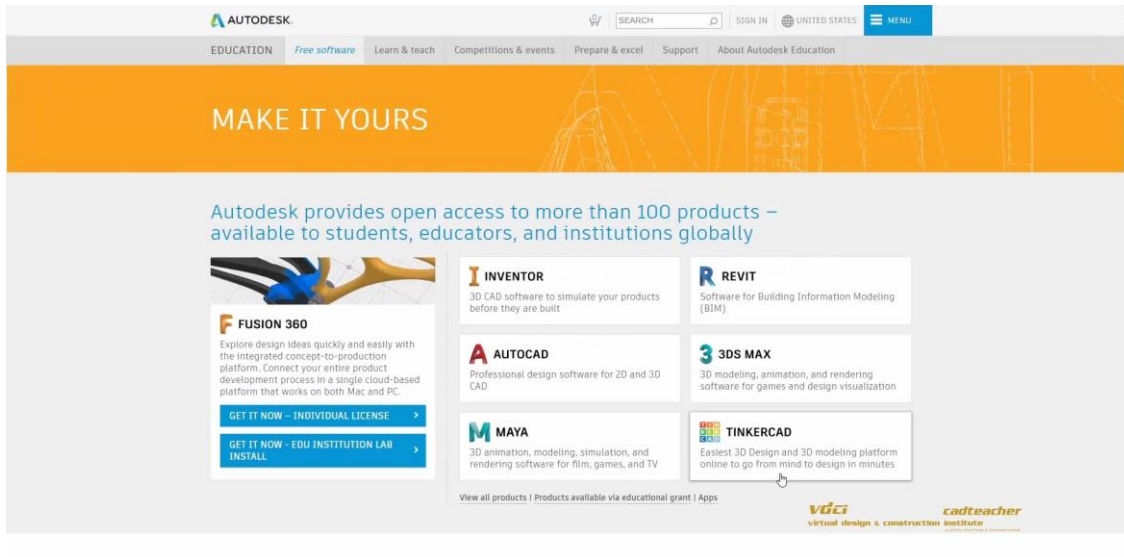 AUTODESK.
SEARCH
SIGN IN
UNITED STATES
MENU
EDUCATION
Free software
Learn & teach
Competitions & events
Prepare & excel
Support
About Autodesk Education
MAKE IT YOURS
Autodesk provides open access to more than 100 products –
available to students, educators, and institutions globally
FUSION 360
Explore design ideas quickly and easily with
the integrated concept-to-production
platform. Connect your entire product
development process in a single cloud-based
platform that works on both Mac and PC.
GET IT NOW – INDIVIDUAL LICENSE
GET IT NOW - EDU INSTITUTION LAB
INSTALL
INVENTOR
3D CAD software to simulate your products
before they are built
REVIT
Software for Building Information Modeling
(BIM)
AUTOCAD
Professional design software for 2D and 3D
CAD
3DS MAX
3D modeling, animation, and rendering
software for games and design visualization
MAYA
3D animation, modeling, simulation, and
rendering software for film, games, and TV
TINKERCAD
Easiest 3D Design and 3D modeling platform
online to go from mind to design in minutes
View all products | Products available via educational grant | Apps
vdci
cadteacher
virtual design & construction institute